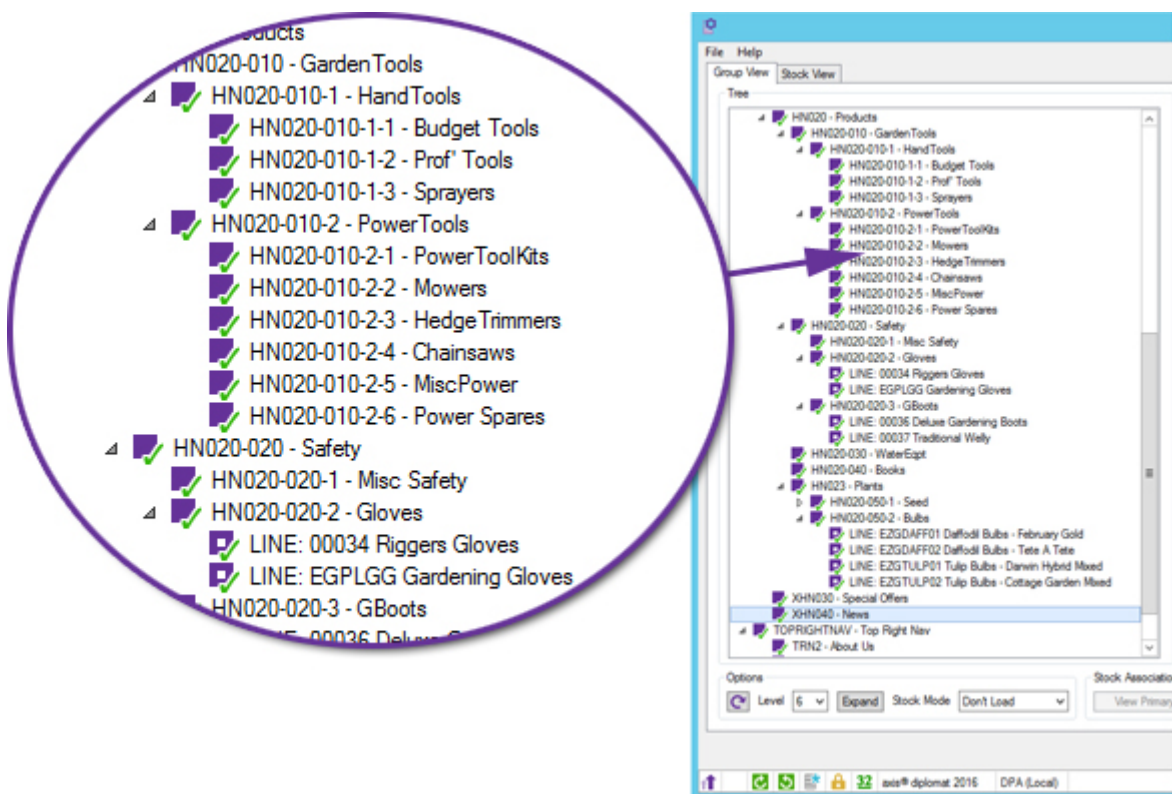 ducts
HN020-010 - GardenTools
HN020-010-1 - HandTools
HN020-010-1-1 - Budget Tools
HN020-010-1-2 - Prof' Tools
HN020-010-1-3 - Sprayers
HN020-010-2 - PowerTools
HN020-010-2-1 - PowerToolKits
HN020-010-2-2 - Mowers
HN020-010-2-3 - HedgeTrimmers
HN020-010-2-4 - Chainsaws
HN020-010-2-5 - MiscPower
HN020-010-2-6 - Power Spares
HN020-020 - Safety
HN020-020-1 - Misc Safety
HN020-020-2 - Gloves
LINE: 00034 Riggers Gloves
LINE: EGPLGG Gardening Gloves
HN020-020-3 - GBoots
00036
File Help
Group View Stock View
Tree
HN020 - Products
HN020-010 - GardenTools
HN020-010-1 - HandTools
HN020-010-1-1 - Budget Tools
HN020-010-1-2 - Prof' Tools
HN020-010-1-3 - Sprayers
HN020-010-2 - PowerTools
HN020-010-2-1 - PowerToolKits
HN020-010-2-2 - Mowers
HN020-010-2-3 - HedgeTrimmers
HN020-010-2-4 - Chainsaws
HN020-010-2-5 - MiscPower
HN020-010-2-6 - Power Spares
HN020-020 - Safety
HN020-020-1 - Misc Safety
HN020-020-2 - Gloves
LINE: 00034 Riggers Gloves
LINE: EGPLGG Gardening Gloves
HN020-020-3 - GBoots
LINE: 00036 Deluxe Gardening Boots
LINE: 00037 Traditional Welly
HN020-030 - WaterEqpt
HN020-040 - Books
HN023 - Plants
HN020-050-1 - Seed
HN020-050-2 - Bulbs
LINE: EZGDAFF01 Daffodil Bulbs - February Gold
LINE: EZGDAFF02 Daffodil Bulbs - Tete A Tete
LINE: EZGTULP01 Tulip Bulbs - Darwin Hybrid Mixed
LINE: EZGTULP02 Tulip Bulbs - Cottage Garden Mixed
XHN030 - Special Offers
XHN040 - News
TOPRIGHTNAV - Top Right Nav
TRN2 - About Us
Options
Stock Associatio
Level 6 Expand Stock Mode Don't Load
View Primary
32 axis® diplomat 2016 DPA (Local)